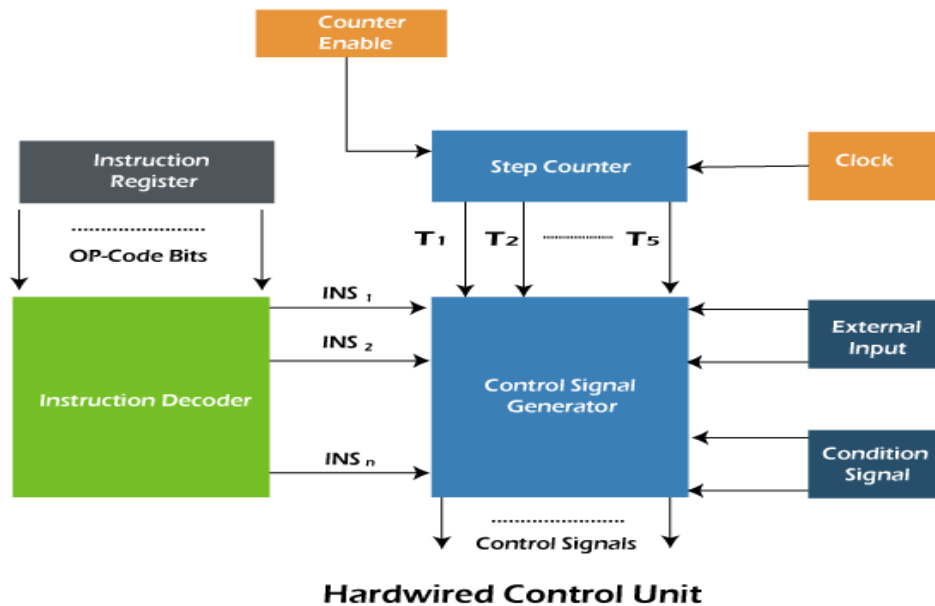 Counter
Enable
Instruction
Register
Step Counter
Clock
OP-Code Bits
T1 T2 T5
INS 1
INS 2
INS n
Instruction Decoder
Control Signal
Generator
External
Input
Condition
Signal
Control Signals
Hardwired Control Unit